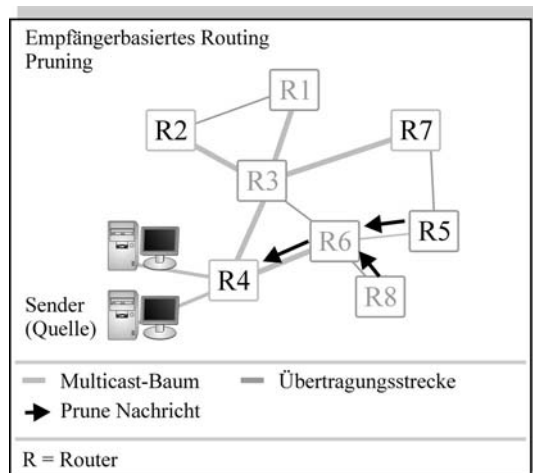 Empfängerbasiertes Routing
Pruning
R1
R2
R7
R3
R5
R6
R4
R8
Sender
(Quelle)
Multicast-Baum
Übertragungsstrecke
Prune Nachricht
R = Router